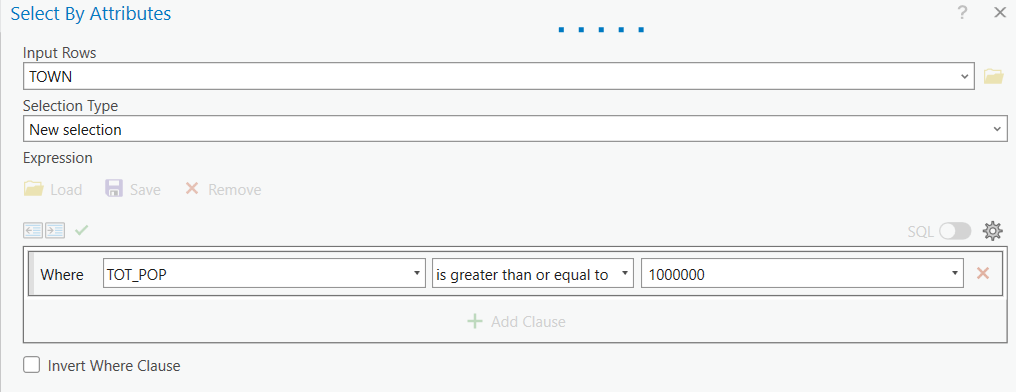 Select By Attributes ?
Input Rows
TOWN
Selection Type
New selection
Expression
Load Save Remove
SQL
Where TOT_POP is greater than or equal to 1000000
Add Clause
Invert Where Clause